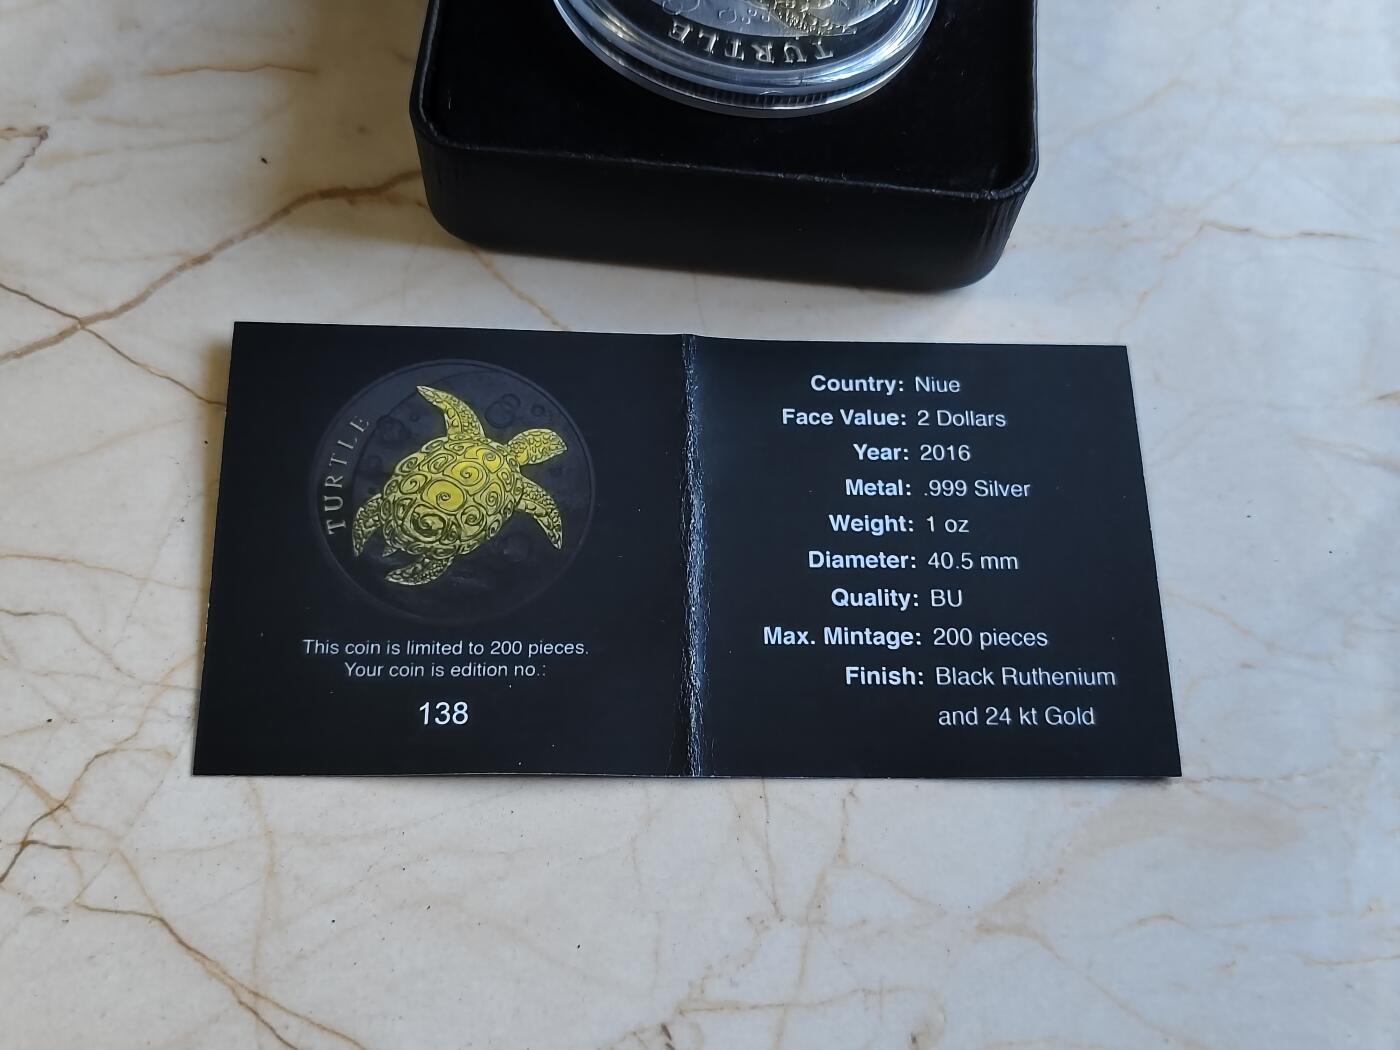 TURTLE
TURTLE
This coin is limited to 200 pieces.
Your coin is edition no.:
138
Country: Niue
Face Value: 2 Dollars
Year: 2016
Metal: .999 Silver
Weight: 1 oz
Diameter: 40.5 mm
Quality: BU
Max. Mintage: 200 pieces
Finish: Black Ruthenium
and 24 kt Gold